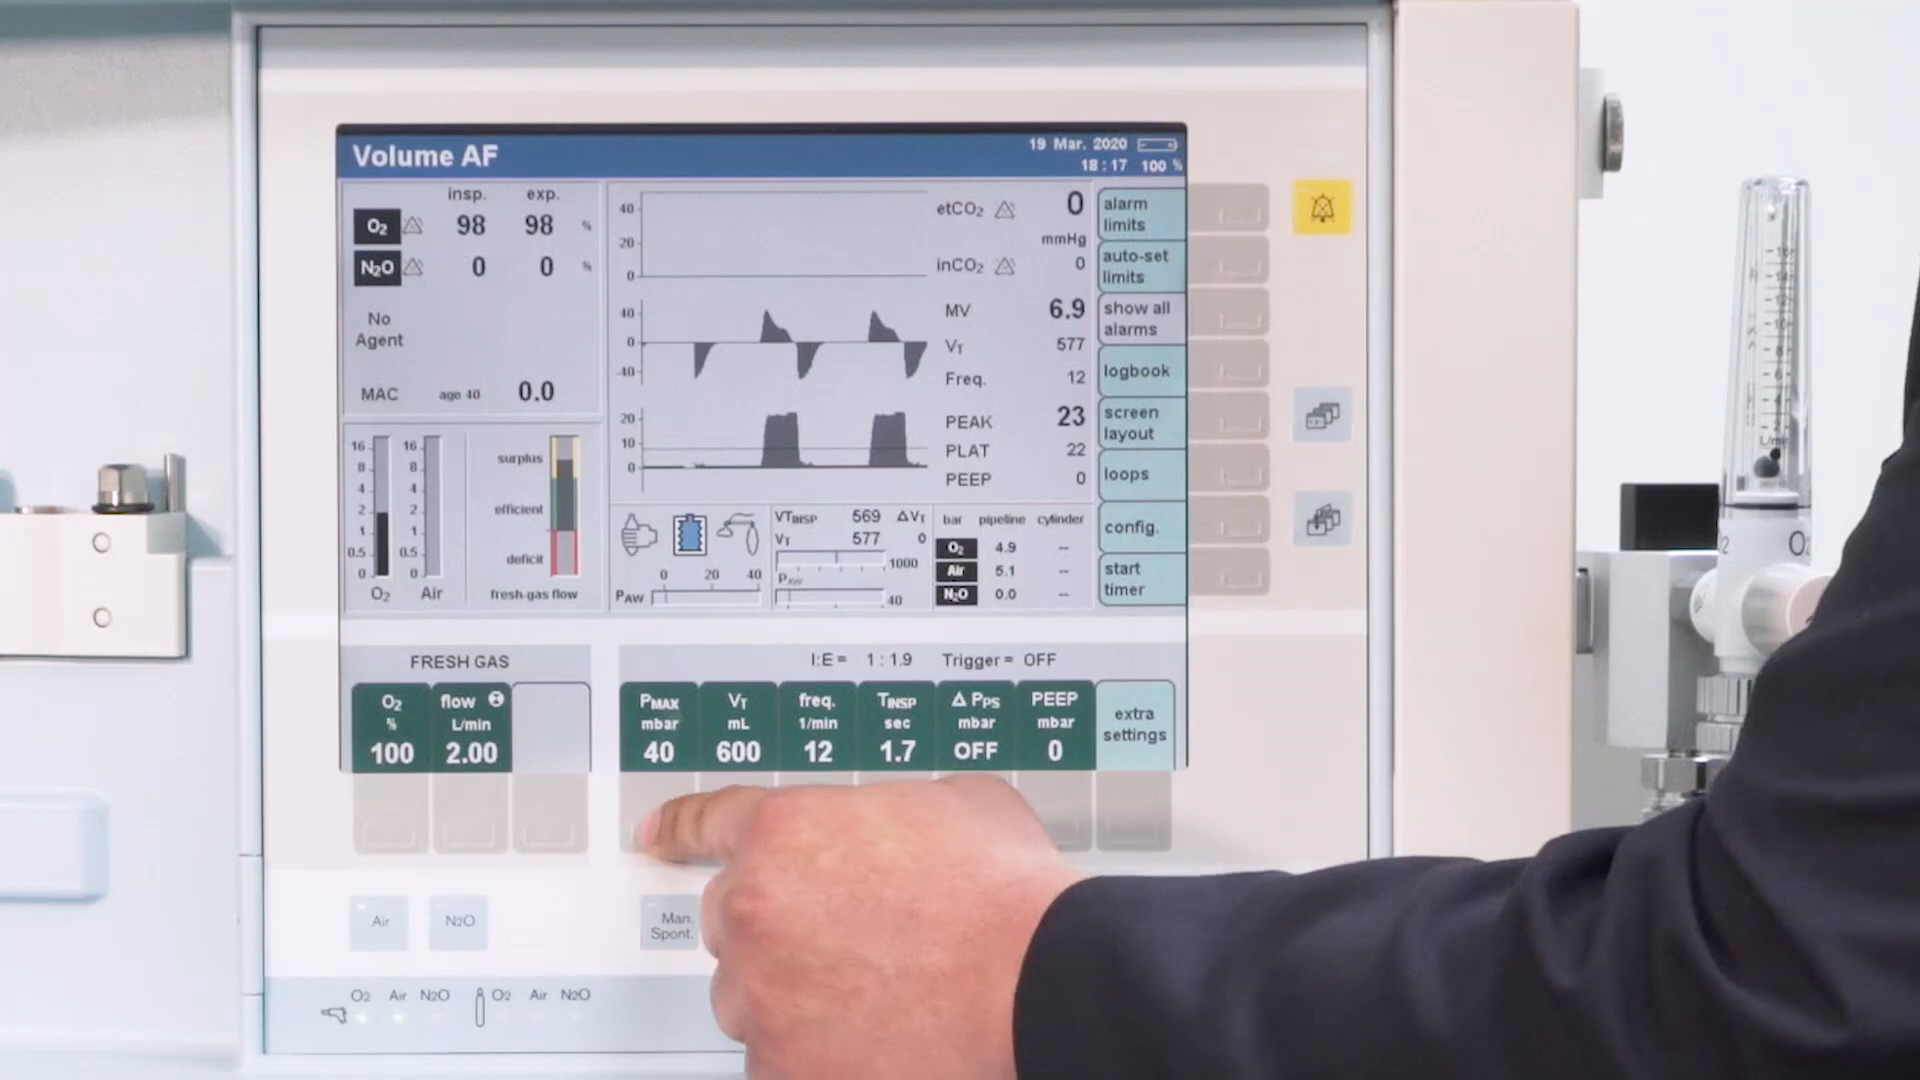 Volume AF
19 Mar. 2020
18:17 100 %
insp. exp.
O₂ 98 98 %
N₂O 0 0 %
No
Agent
MAC age 40 0.0
16 16
8 8
4 4
2 2
1 1
0.5 0.5
0 0
O₂ Air
surplus
efficient
deficit
fresh-gas flow
40
20
0
40
0
-40
20
10
0
etCO₂ 0
mmHg
inCO₂ 0
MV 6.9
VT 577
Freq. 12
PEAK 23
PLAT 22
PEEP 0
0 20 40
PAW
VTINSP 569 ΔVT
VT 577 0
1000
PAW
40
bar pipeline cylinder
O₂ 4.9 --
Air 5.1 --
N₂O 0.0 --
alarm
limits
auto-set
limits
show all
alarms
logbook
screen
layout
loops
config.
start
timer
FRESH GAS
O₂
%
100
flow
L/min
2.00
I:E = 1 : 1.9 Trigger = OFF
PMAX
mbar
40
VT
mL
600
freq.
1/min
12
TINSP
sec
1.7
Δ PPS
mbar
OFF
PEEP
mbar
0
extra
settings
Air
N₂O
Man.
Spont.
O₂ Air N₂O
O₂ Air N₂O
L/min